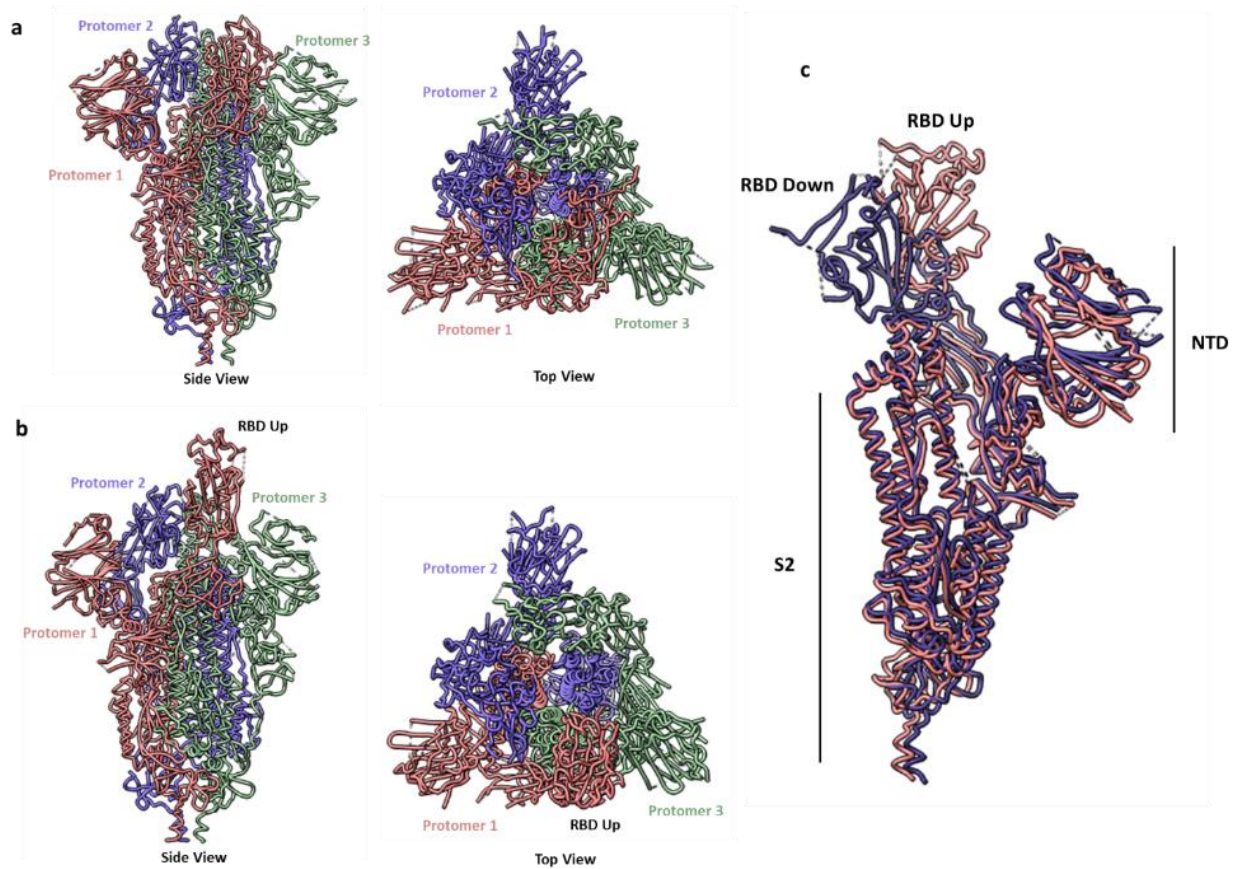 a
Protomer 2
Protomer 3
Protomer 1
Side View
Protomer 2
Protomer 1
Protomer 3
Top View
b
RBD Up
Protomer 2
Protomer 3
Protomer 1
Side View
Protomer 2
Protomer 1
RBD Up
Protomer 3
Top View
c
RBD Up
RBD Down
NTD
S2